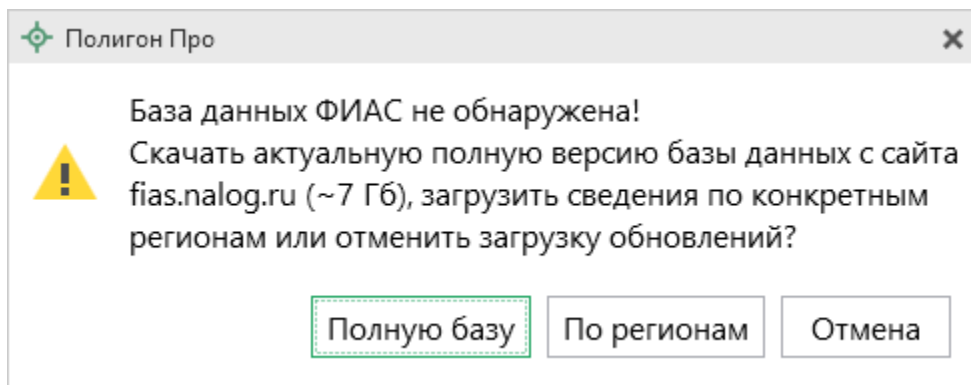 Полигон Про
База данных ФИАС не обнаружена!
Скачать актуальную полную версию базы данных с сайта
fias.nalog.ru (~7 Гб), загрузить сведения по конкретным
регионам или отменить загрузку обновлений?
Полную базу
По регионам
Отмена